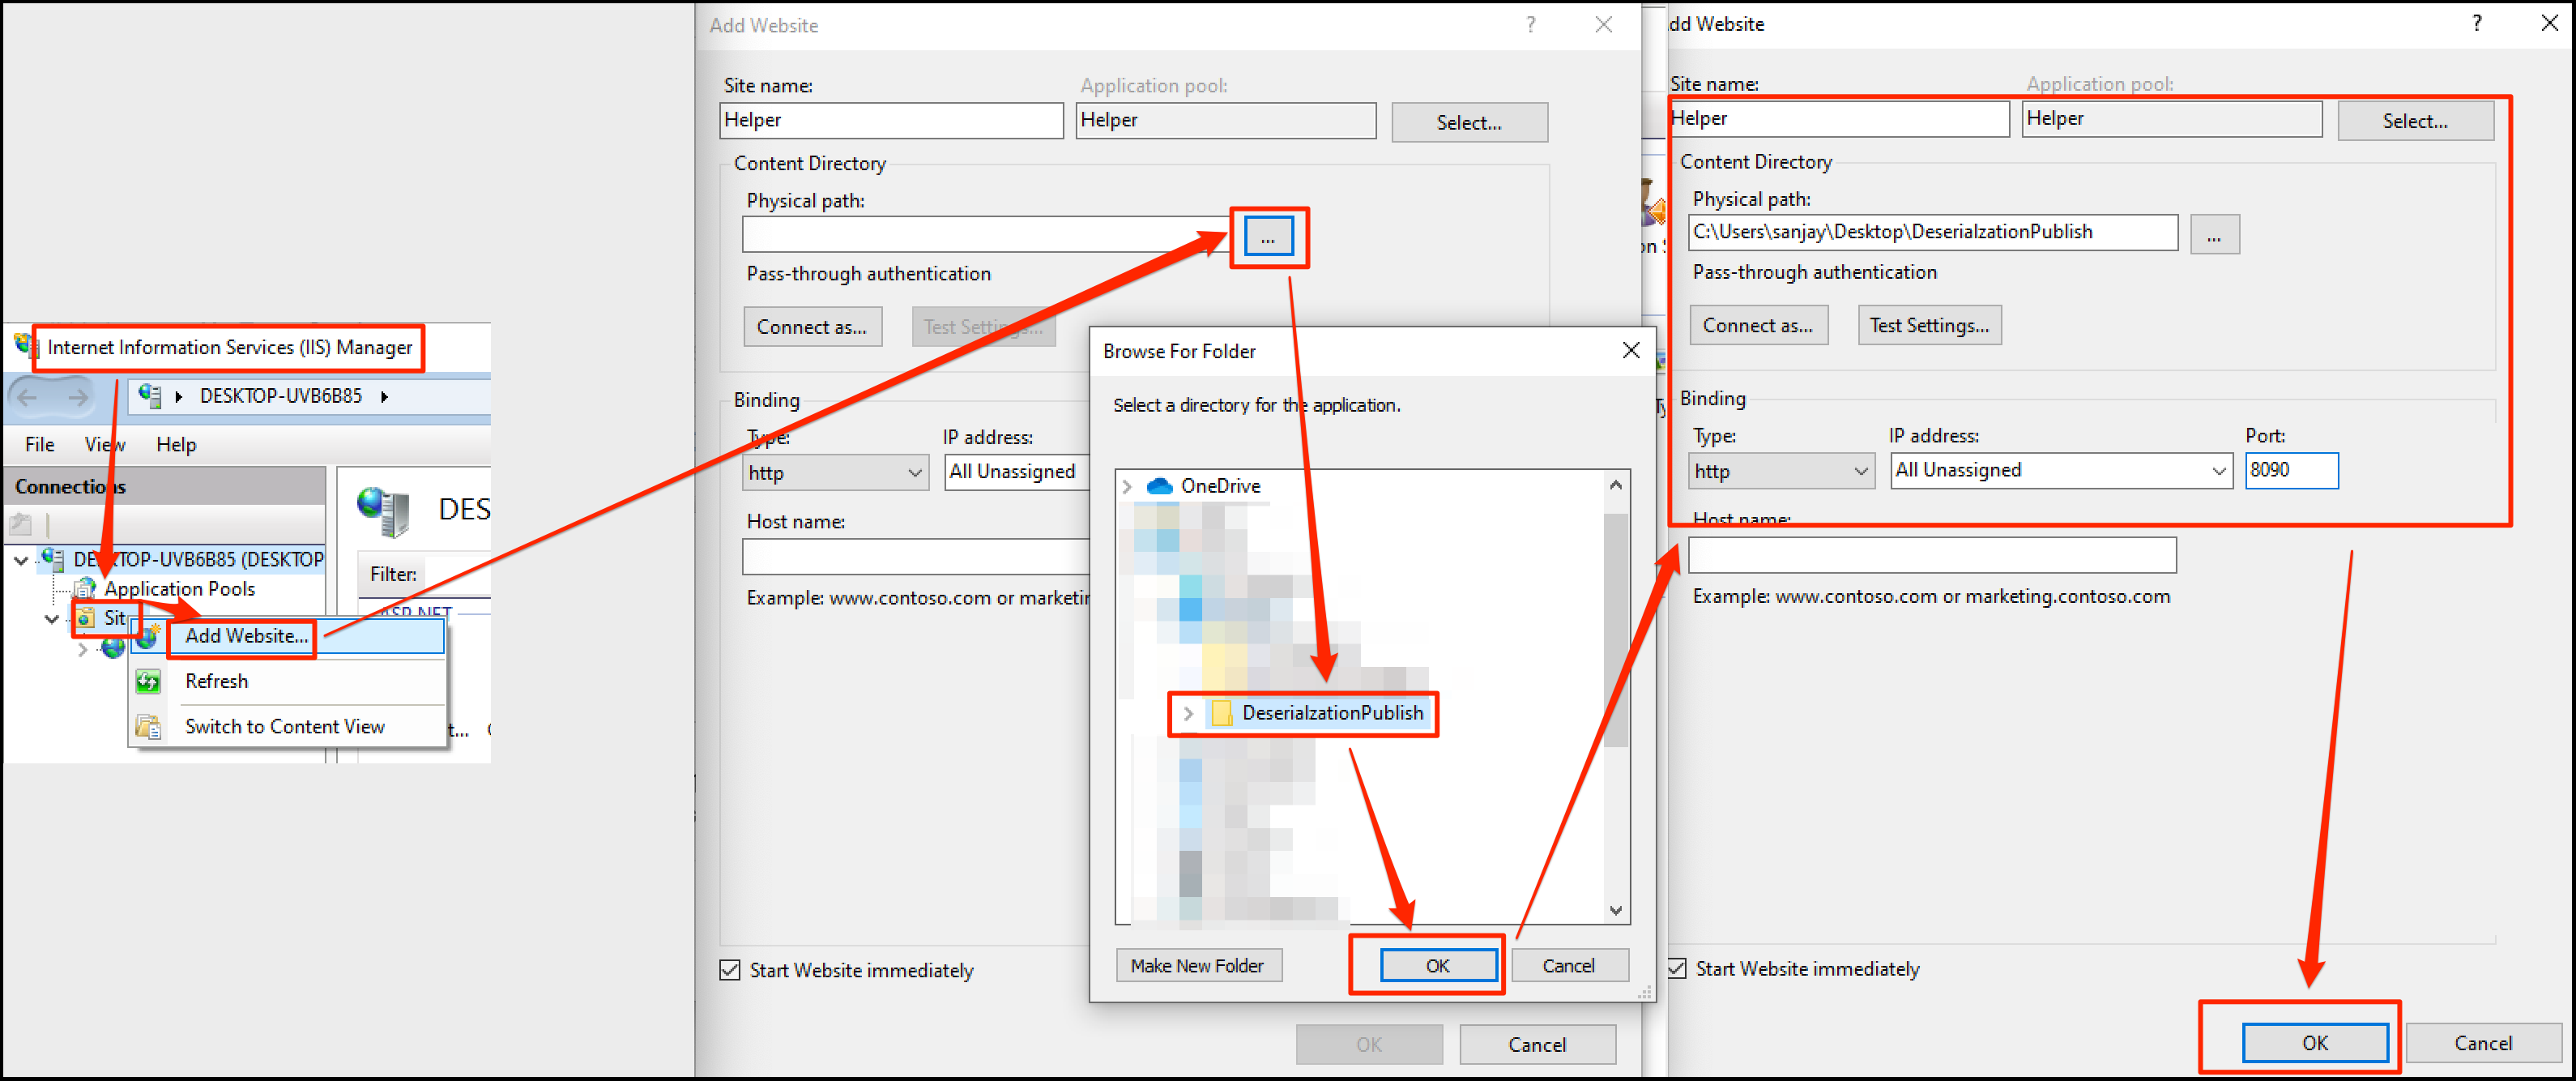 Internet Information Services (IIS) Manager
DESKTOP-UVB6B85
File View Help
Connections
DES
DESKTOP-UVB6B85 (DESKTOP
Filter:
Application Pools
ASP.NET
Sit
Add Website...
Refresh
Switch to Content View
t...
Add Website
?
Site name:
Application pool:
Helper
Helper
Select...
Content Directory
Physical path:
...
Pass-through authentication
Connect as...
Test Settings...
Binding
Type:
IP address:
http
All Unassigned
Host name:
Example: www.contoso.com or marketin
Start Website immediately
OK
Cancel
Browse For Folder
Select a directory for the application.
OneDrive
DeserialzationPublish
Make New Folder
OK
Cancel
dd Website
?
Site name:
Application pool:
Helper
Helper
Select...
Content Directory
Physical path:
C:\Users\sanjay\Desktop\DeserialzationPublish
...
Pass-through authentication
Connect as...
Test Settings...
Binding
Type:
IP address:
Port:
http
All Unassigned
8090
Host name:
Example: www.contoso.com or marketing.contoso.com
Start Website immediately
OK
Cancel